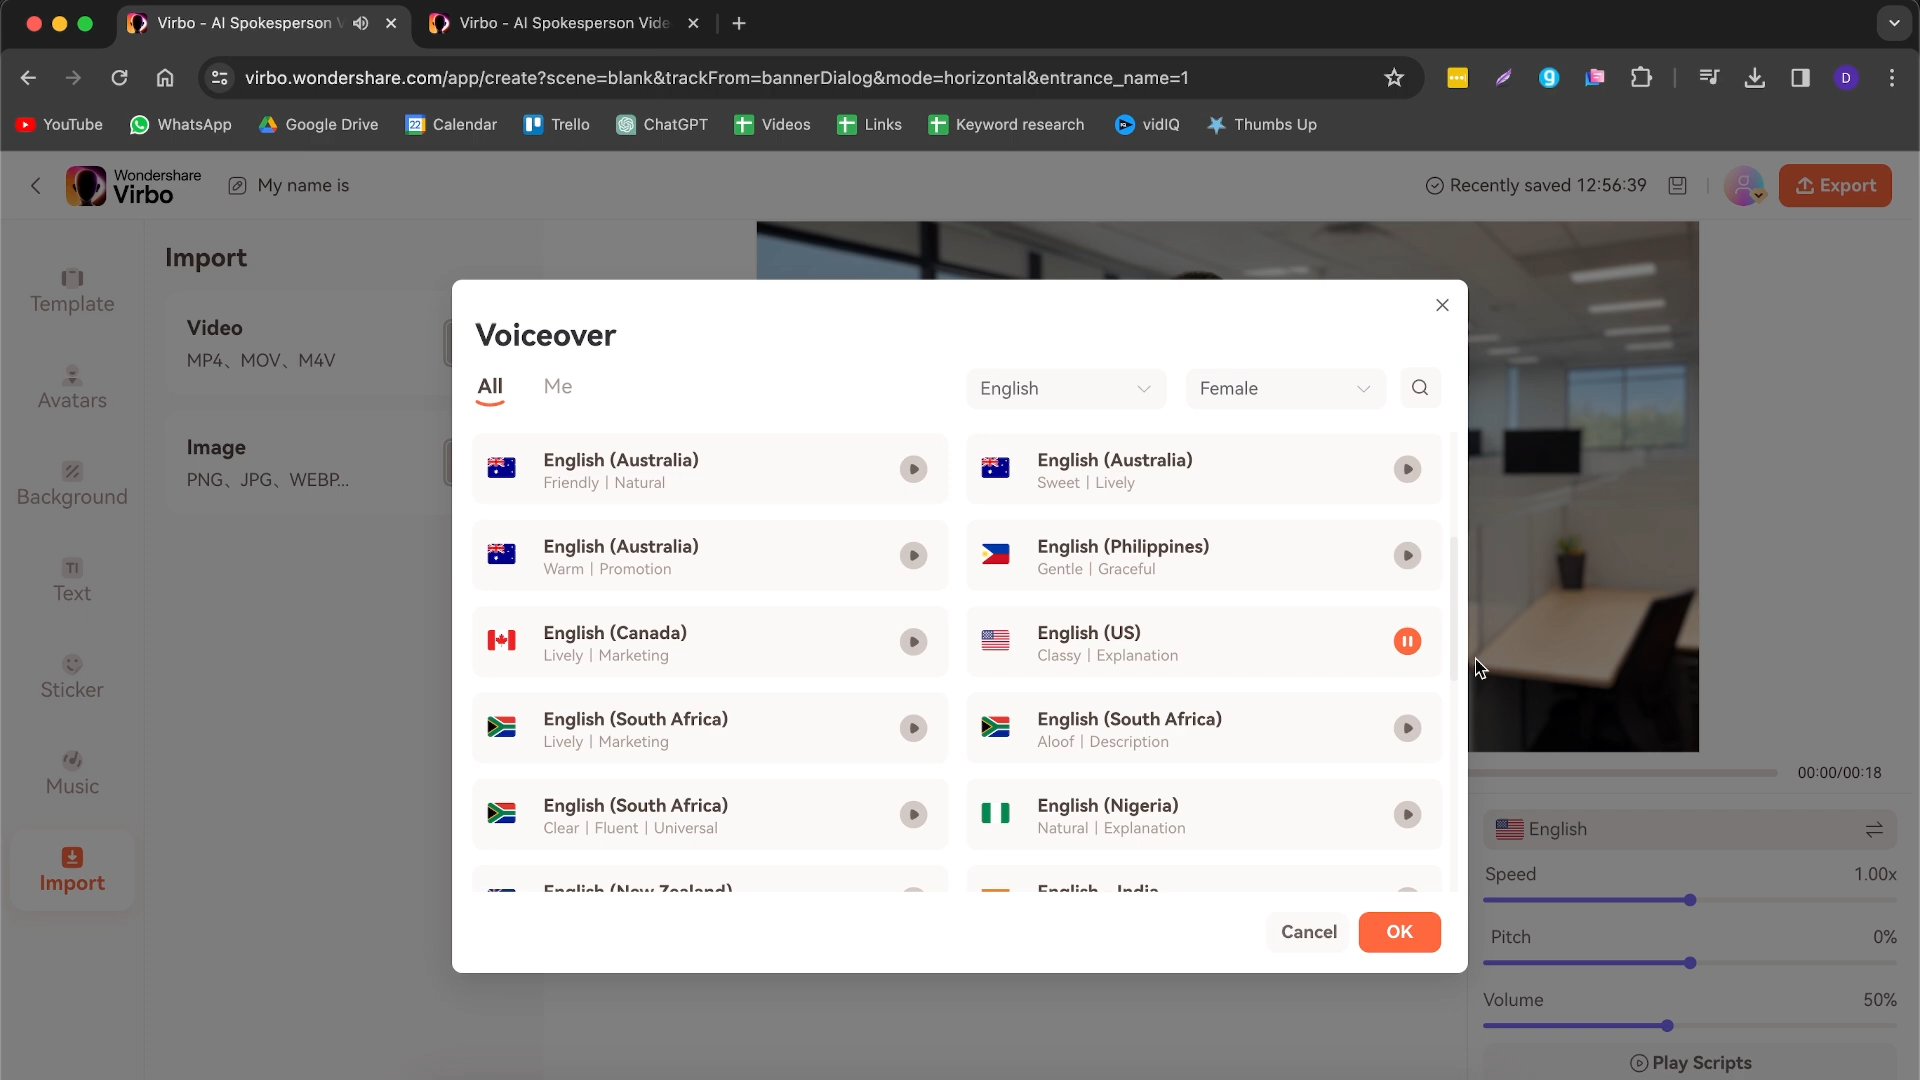 Virbo - AI Spokesperson V
Virbo - AI Spokesperson Vide
virbo.wondershare.com/app/create?scene=blank&trackFrom=bannerDialog&mode=horizontal&entrance_name=1
D
YouTube
WhatsApp
Google Drive
22
Calendar
Trello
ChatGPT
Videos
Links
Keyword research
vidIQ
Thumbs Up
Wondershare
Virbo
My name is
Recently saved 12:56:39
Export
Template
Avatars
Background
Text
Sticker
Music
Import
Import
Video
MP4、MOV、M4V
Image
PNG、JPG、WEBP...
Voiceover
All
Me
English
Female
English (Australia)
Friendly | Natural
English (Australia)
Sweet | Lively
English (Australia)
Warm | Promotion
English (Philippines)
Gentle | Graceful
English (Canada)
Lively | Marketing
English (US)
Classy | Explanation
English (South Africa)
Lively | Marketing
English (South Africa)
Aloof | Description
English (South Africa)
Clear | Fluent | Universal
English (Nigeria)
Natural | Explanation
English (New Zealand)
English - India
Cancel
OK
00:00/00:18
English
Speed
1.00x
Pitch
0%
Volume
50%
Play Scripts